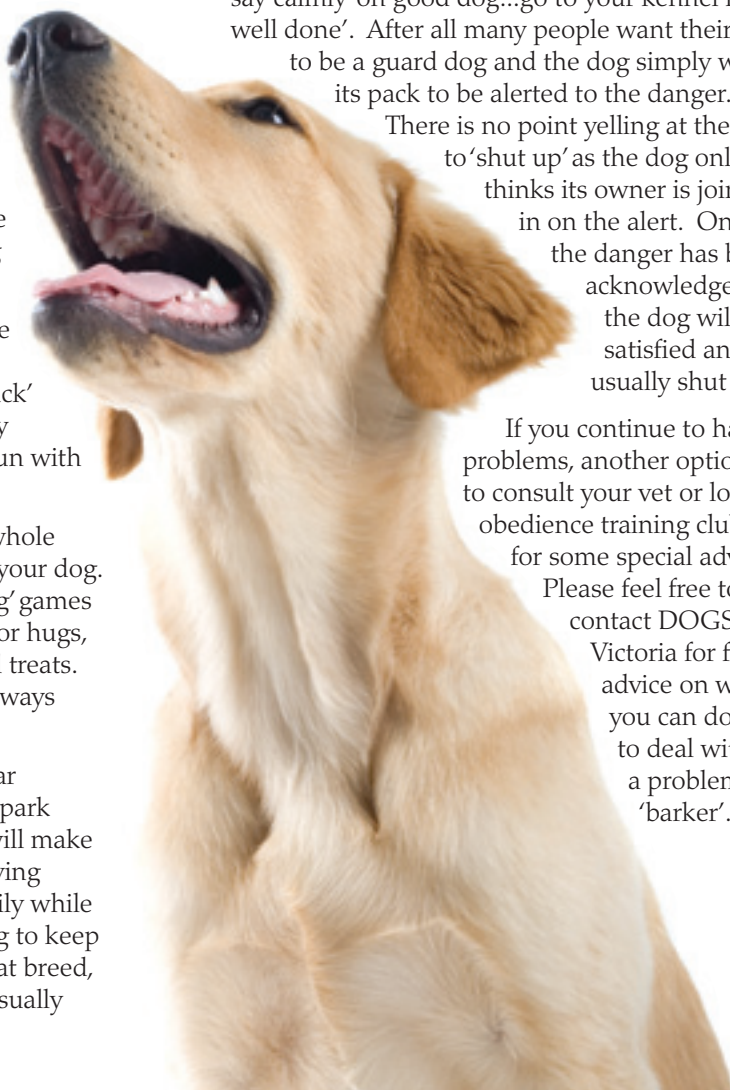 e
ck'
y
un with
whole
your dog.
g' games
or hugs,
treats.
ways
ar
park
will make
ving
ily while
g to keep
at breed,
sually
say calmly 'oh good dog...go to your kennel
well done'. After all many people want their
to be a guard dog and the dog simply w
its pack to be alerted to the danger.
There is no point yelling at the
to 'shut up' as the dog onl
thinks its owner is join
in on the alert. On
the danger has b
acknowledge
the dog wil
satisfied an
usually shut
If you continue to ha
problems, another optio
to consult your vet or lo
obedience training clu
for some special adv
Please feel free to
contact DOGS
Victoria for f
advice on w
you can do
to deal wi
a problem
'barker'.